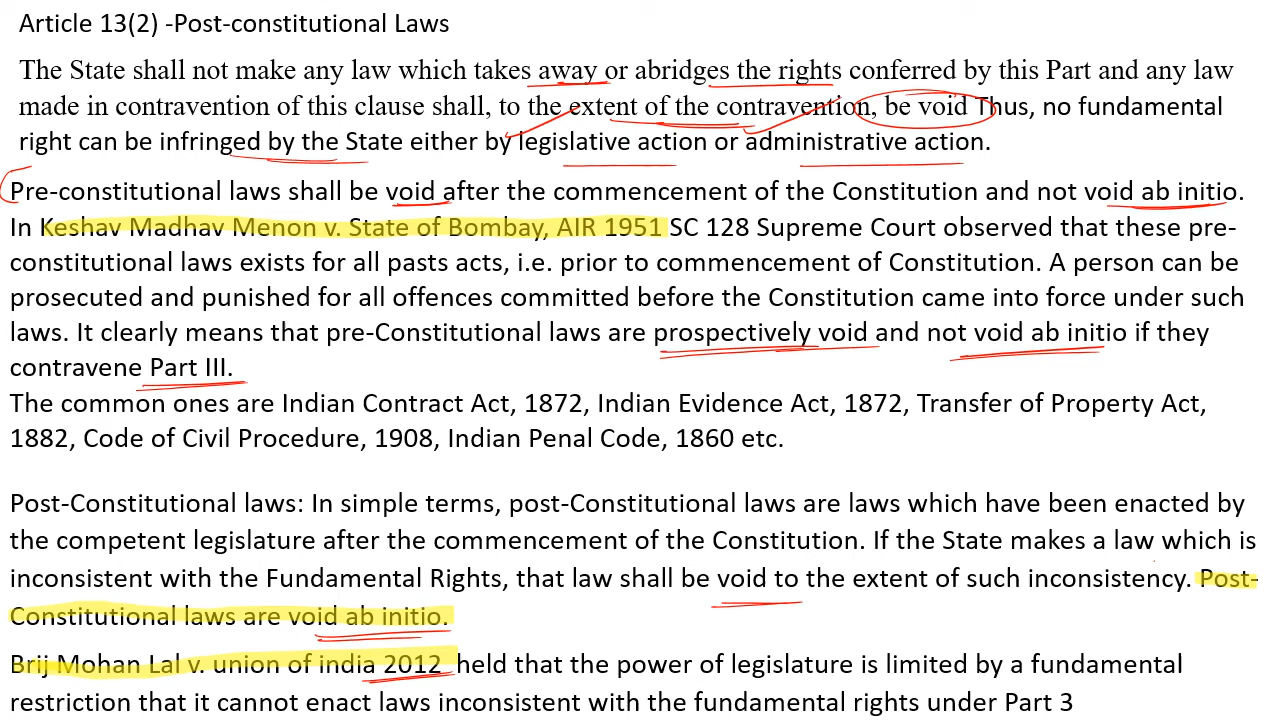 Article 13(2) -Post-constitutional Laws
The State shall not make any law which takes away or abridges the rights conferred by this Part and any law
made in contravention of this clause shall, to the extent of the contravention, be void Thus, no fundamental
right can be infringed by the State either by legislative action or administrative action.
Pre-constitutional laws shall be void after the commencement of the Constitution and not void ab initio.
In Keshav Madhav Menon v. State of Bombay, AIR 1951 SC 128 Supreme Court observed that these pre-
constitutional laws exists for all pasts acts, i.e. prior to commencement of Constitution. A person can be
prosecuted and punished for all offences committed before the Constitution came into force under such
laws. It clearly means that pre-Constitutional laws are prospectively void and not void ab initio if they
contravene Part III.
The common ones are Indian Contract Act, 1872, Indian Evidence Act, 1872, Transfer of Property Act,
1882, Code of Civil Procedure, 1908, Indian Penal Code, 1860 etc.
Post-Constitutional laws: In simple terms, post-Constitutional laws are laws which have been enacted by
the competent legislature after the commencement of the Constitution. If the State makes a law which is
inconsistent with the Fundamental Rights, that law shall be void to the extent of such inconsistency. Post-
Constitutional laws are void ab initio.
Brij Mohan Lal v. union of india 2012 held that the power of legislature is limited by a fundamental
restriction that it cannot enact laws inconsistent with the fundamental rights under Part 3